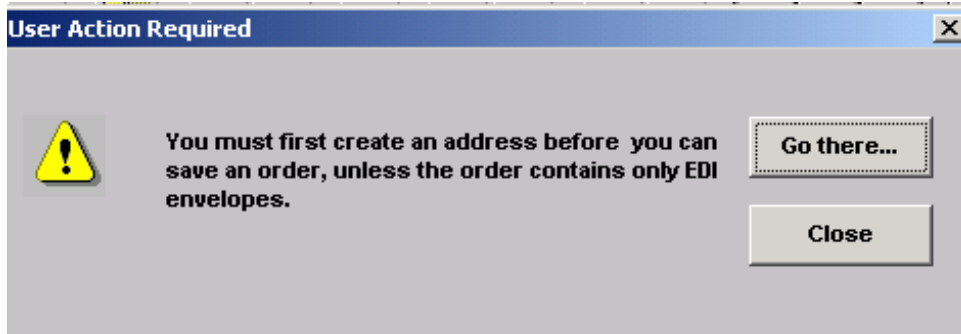 User Action Required
You must first create an address before you can
save an order, unless the order contains only EDI
envelopes.
Go there...
Close